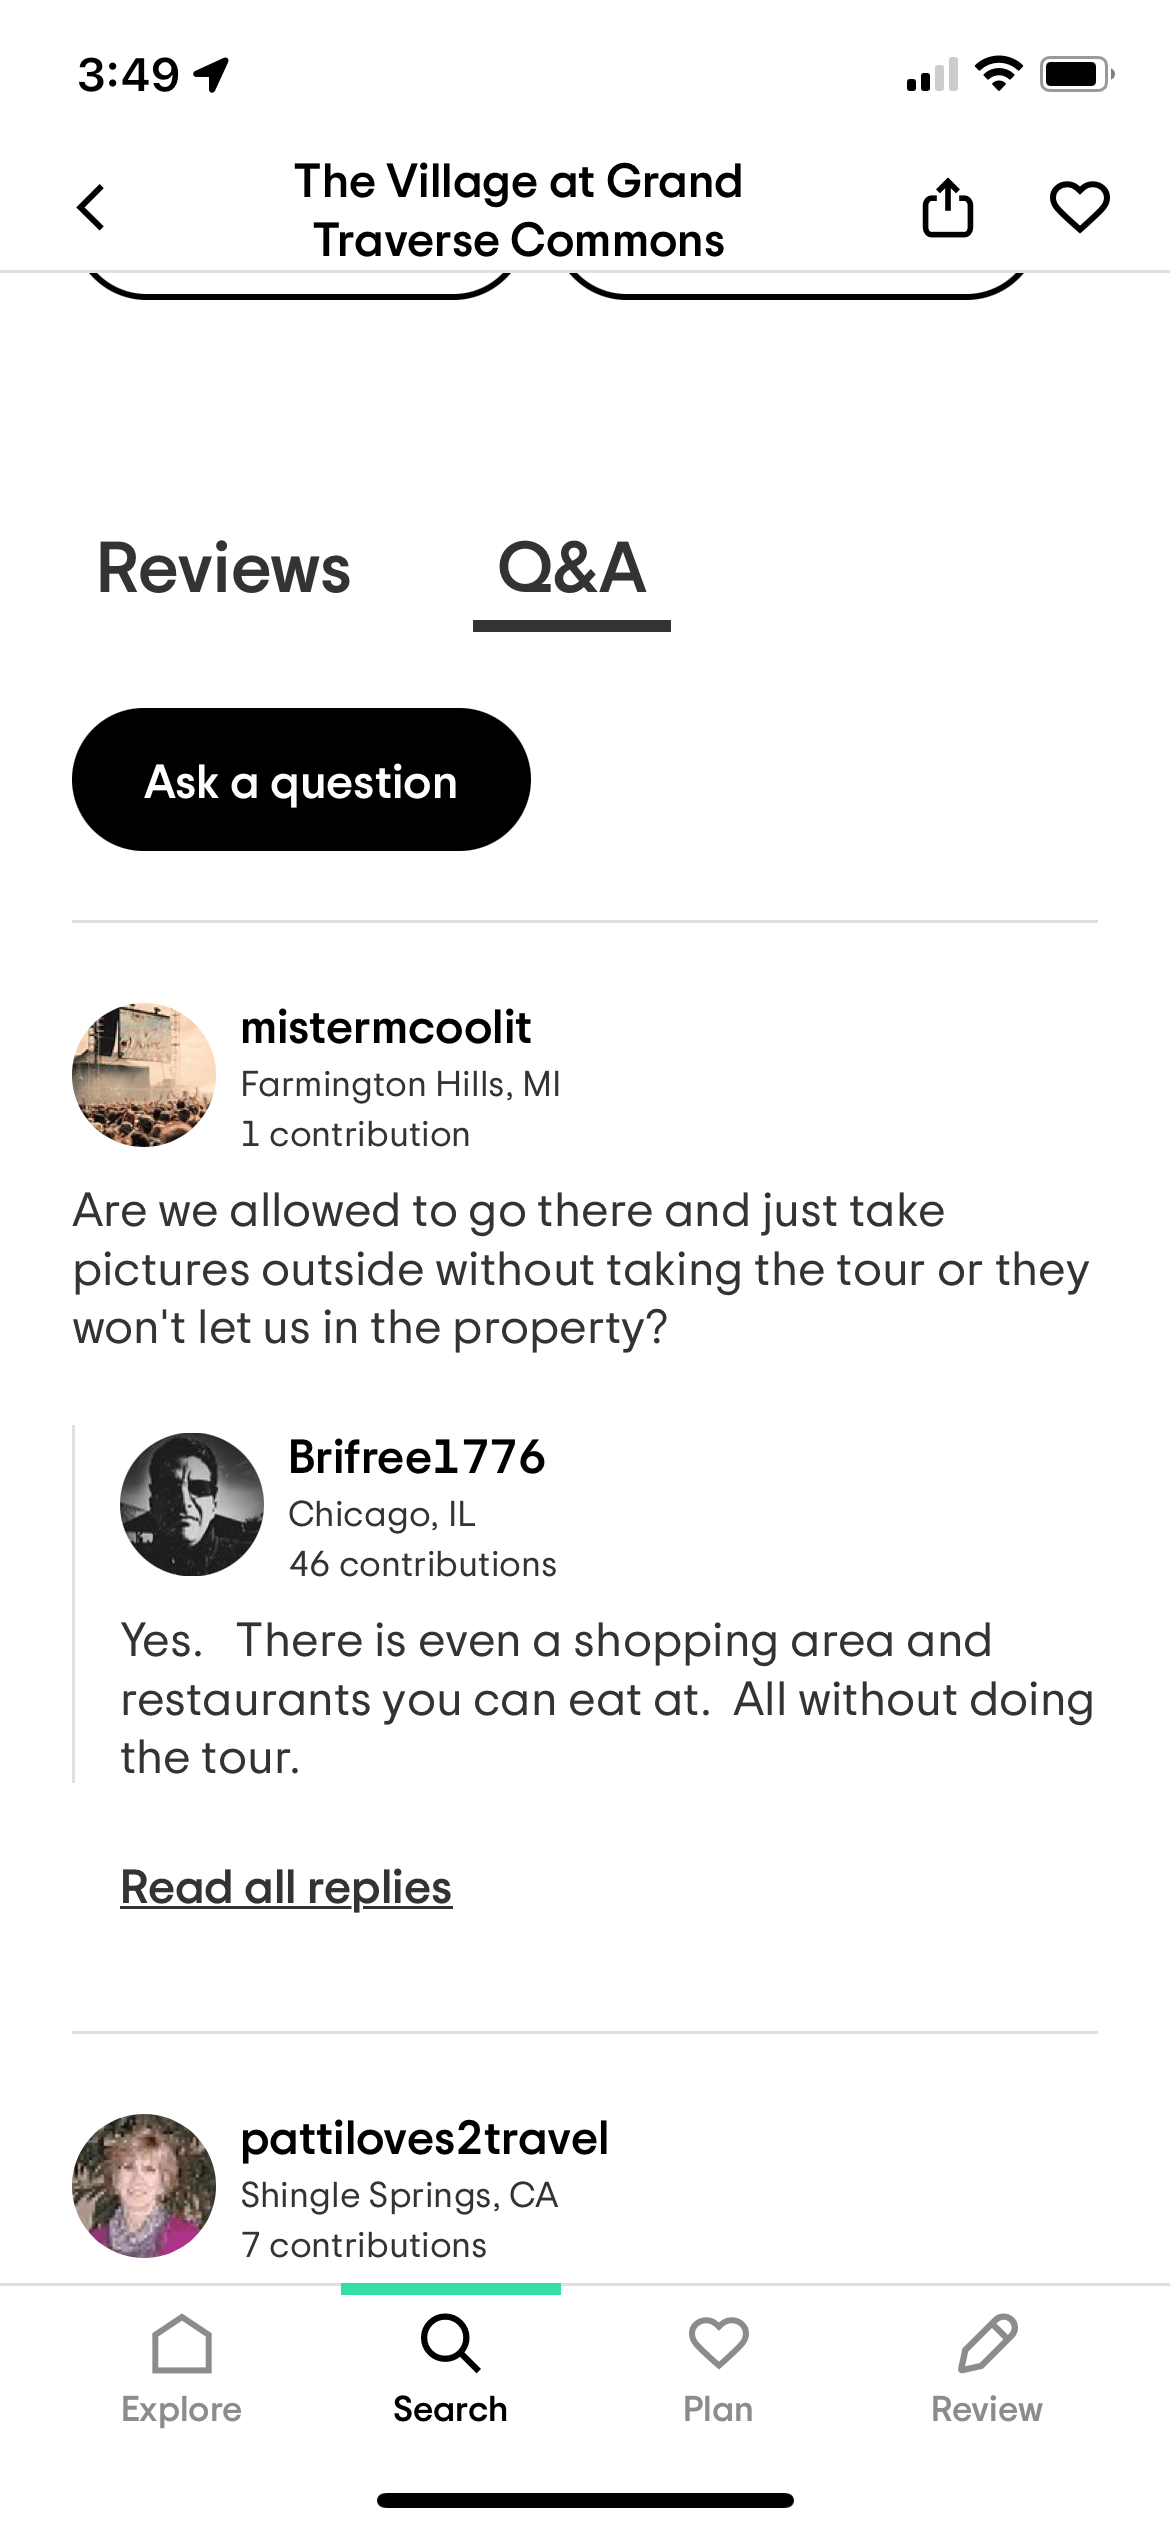 3:49
The Village at Grand
Traverse Commons
Reviews
Q&A
Ask a question
mistermcoolit
Farmington Hills, MI
1 contribution
Are we allowed to go there and just take
pictures outside without taking the tour or they
won't let us in the property?
Brifree1776
Chicago, IL
46 contributions
Yes.   There is even a shopping area and
restaurants you can eat at.  All without doing
the tour.
Read all replies
pattiloves2travel
Shingle Springs, CA
7 contributions
Explore
Search
Plan
Review